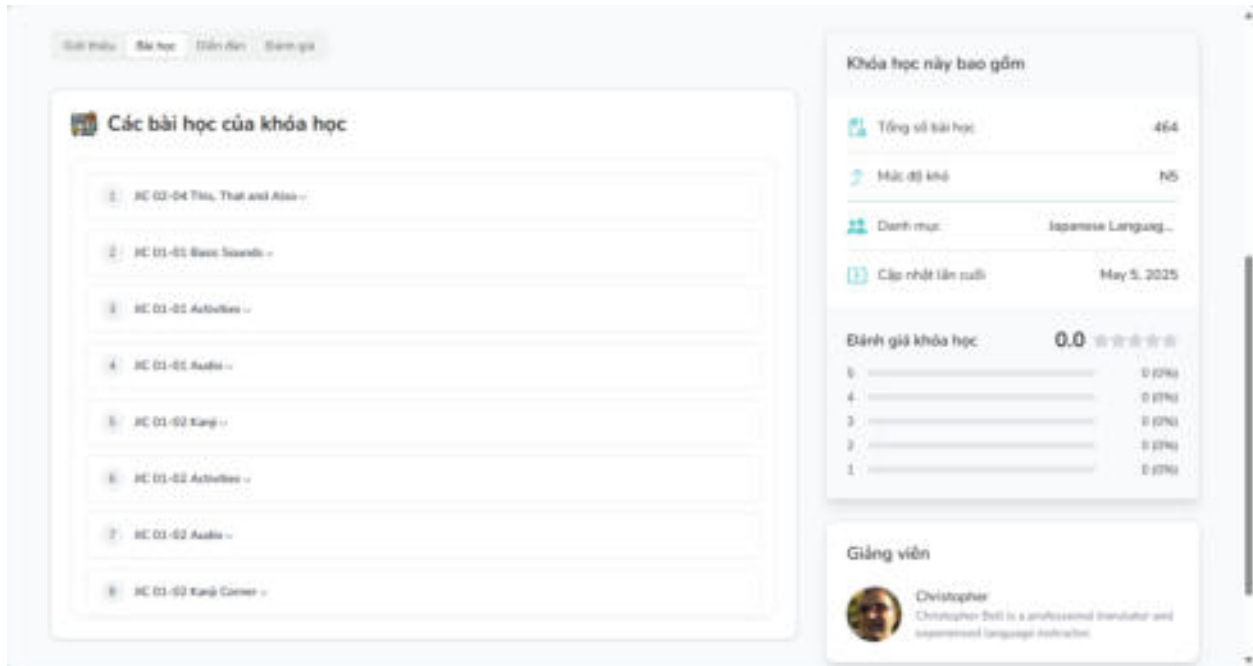 Giới thiệu Bài học Diễn đàn Đánh giá
Các bài học của khóa học
1 JIC 02-04 This, That and Also
2 JIC 01-01 Basic Sounds
3 JIC 01-01 Activities
4 JIC 01-01 Audio
5 JIC 01-02 Kanji
6 JIC 01-02 Activities
7 JIC 01-02 Audio
8 JIC 01-02 Kanji Corner
Khóa học này bao gồm
Tổng số bài học 464
Mức độ khó N5
Danh mục Japanese Languag...
Cập nhật lần cuối May 5, 2025
Đánh giá khóa học 0.0
5 0 (0%)
4 0 (0%)
3 0 (0%)
2 0 (0%)
1 0 (0%)
Giảng viên
Christopher
Christopher Bolt is a professional translator and
experienced language instructor.